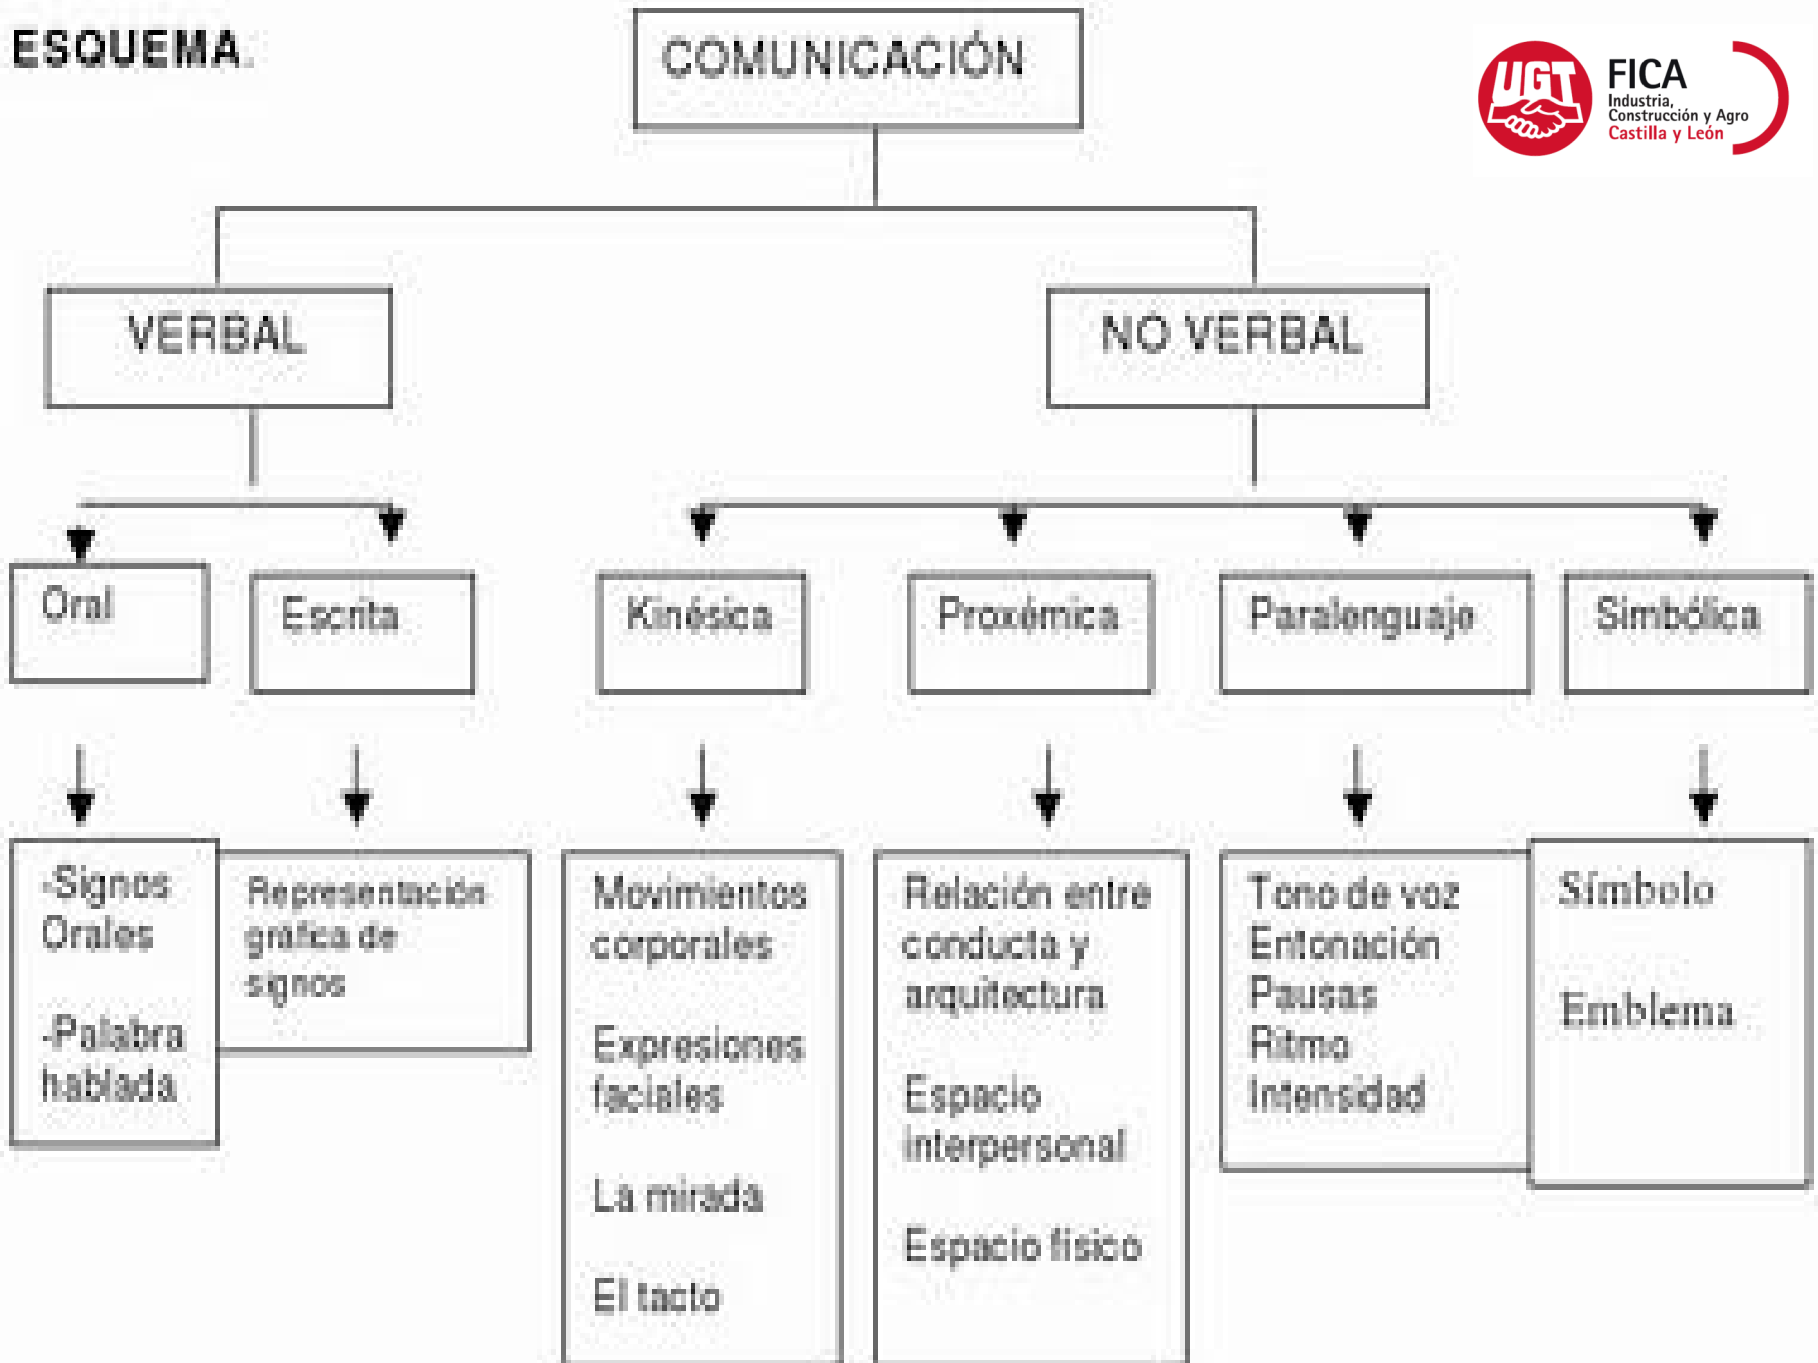 ESQUEMA.
COMUNICACIÓN
UGT
FICA
Industria,
Construcción y Agro
Castilla y León
VERBAL
NO VERBAL
Oral
Escrita
Kinésica
Proxémica
Paralenguaje
Simbólica
-Signos
Orales
-Palabra
hablada
Representación
gráfica de
signos
Movimientos
corporales
Expresiones
faciales
La mirada
El tacto
Relación entre
conducta y
arquitectura
Espacio
interpersonal
Espacio físico
Tono de voz
Entonación
Pausas
Ritmo
Intensidad
Símbolo
Emblema